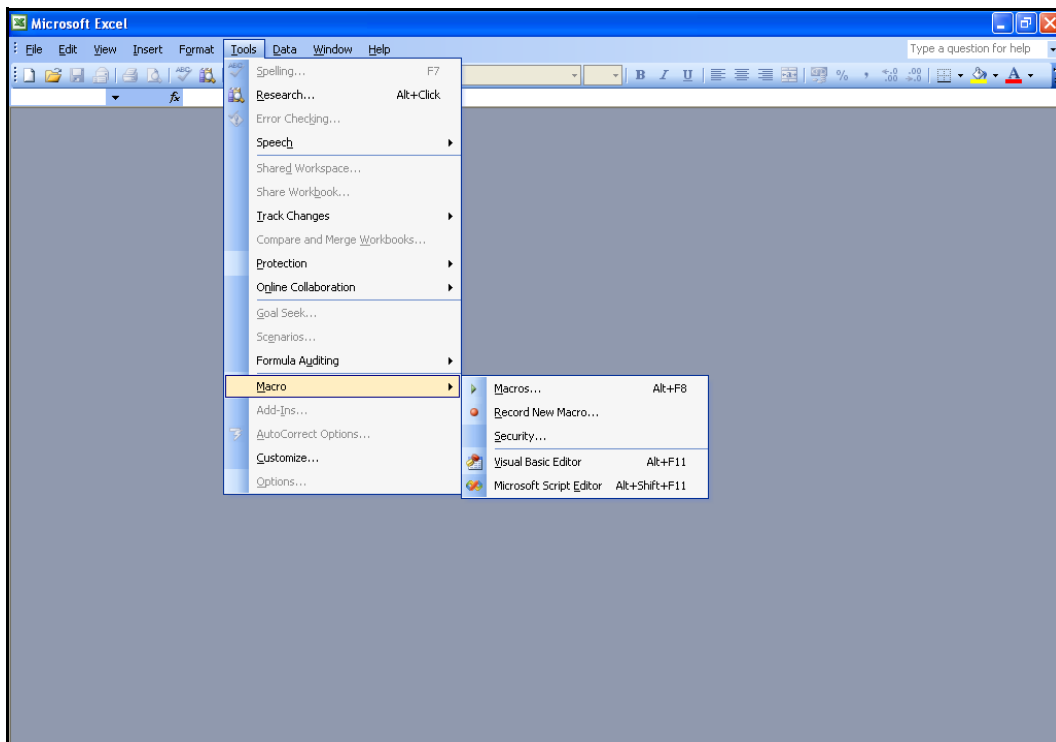 Microsoft Excel
File Edit View Insert Format Tools Data Window Help Type a question for help
B I U % , .00
Spelling... F7
Research... Alt+Click
Error Checking...
Speech
Shared Workspace...
Share Workbook...
Track Changes
Compare and Merge Workbooks...
Protection
Online Collaboration
Goal Seek...
Scenarios...
Formula Auditing
Macro
Add-Ins...
AutoCorrect Options...
Customize...
Options...
Macros... Alt+F8
Record New Macro...
Security...
Visual Basic Editor Alt+F11
Microsoft Script Editor Alt+Shift+F11